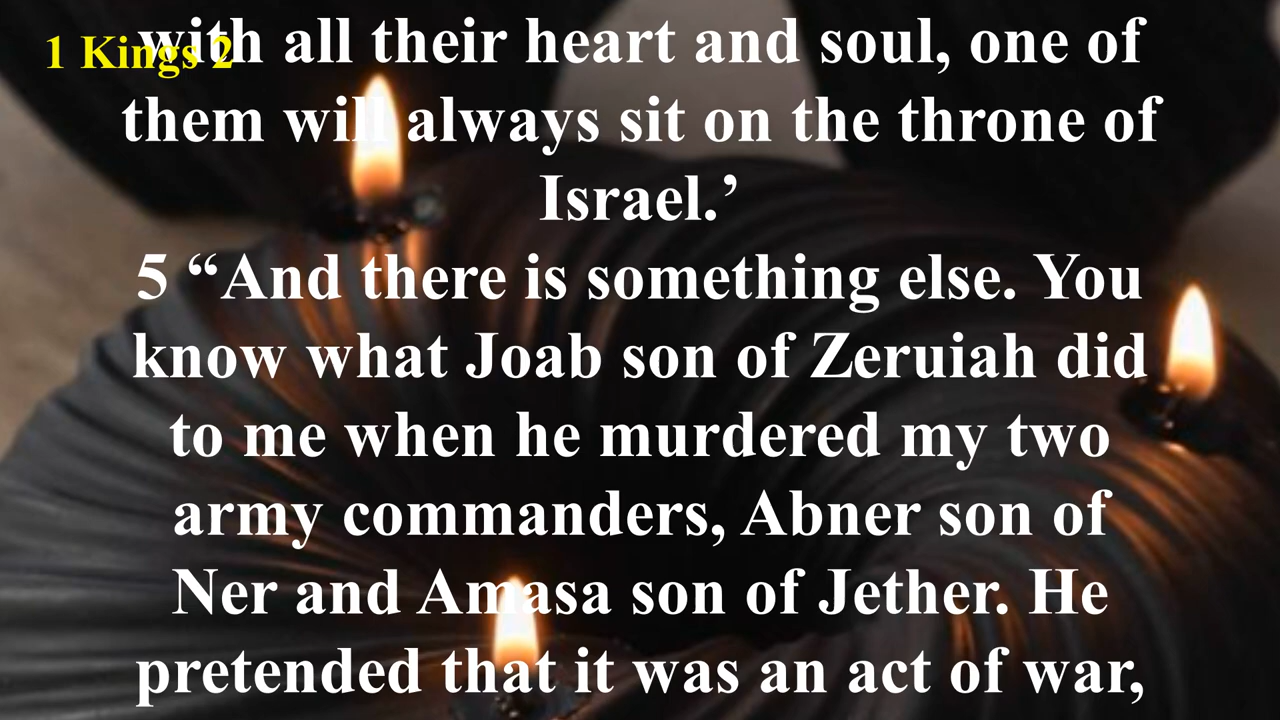 1 Kings 2
with all their heart and soul, one of
them will always sit on the throne of
Israel.’
5 “And there is something else. You
know what Joab son of Zeruiah did
to me when he murdered my two
army commanders, Abner son of
Ner and Amasa son of Jether. He
pretended that it was an act of war,